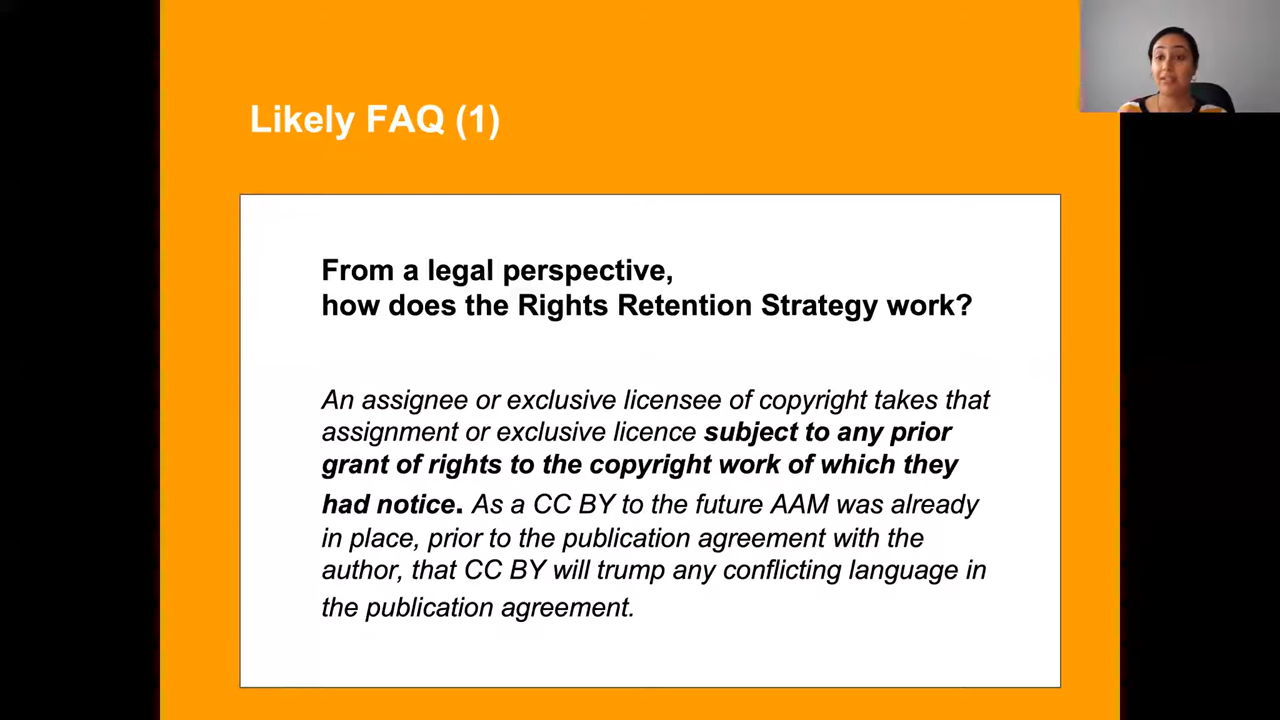 Likely FAQ (1)
From a legal perspective,
how does the Rights Retention Strategy work?
An assignee or exclusive licensee of copyright takes that
assignment or exclusive licence subject to any prior
grant of rights to the copyright work of which they
had notice. As a CC BY to the future AAM was already
in place, prior to the publication agreement with the
author, that CC BY will trump any conflicting language in
the publication agreement.